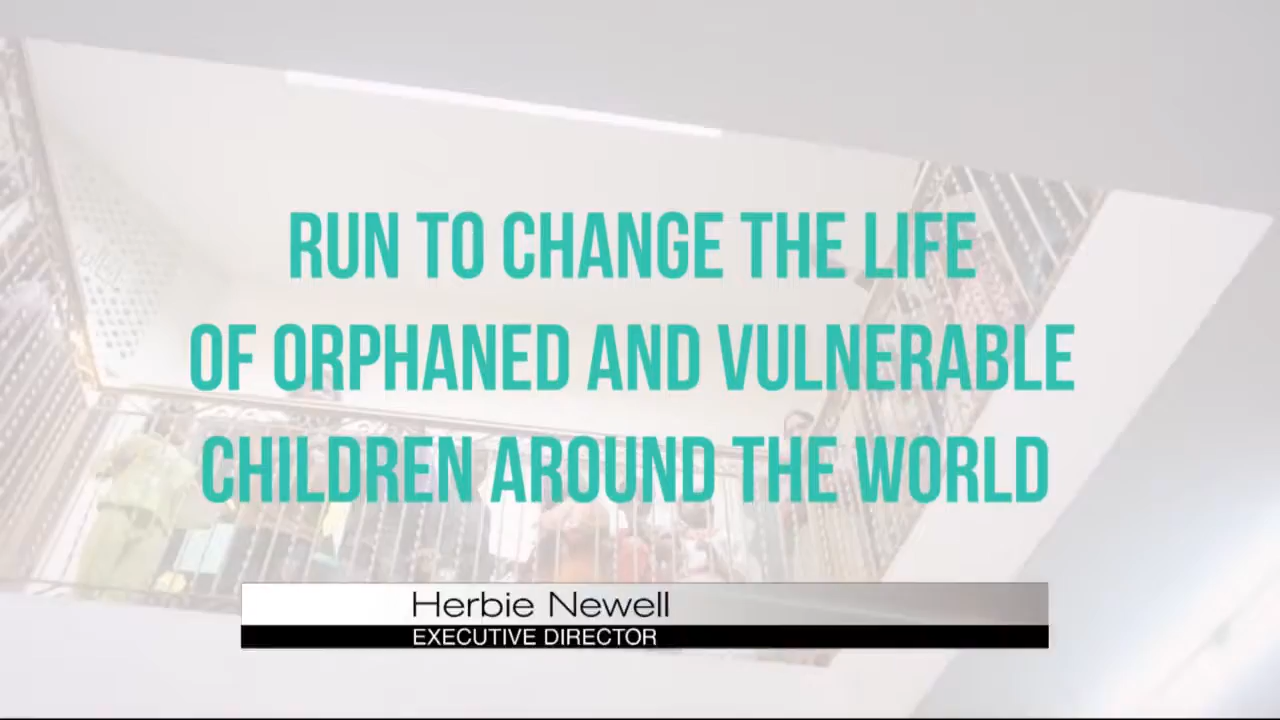 RUN TO CHANGE THE LIFE
OF ORPHANED AND VULNERABLE
CHILDREN AROUND THE WORLD
Herbie Newell
EXECUTIVE DIRECTOR